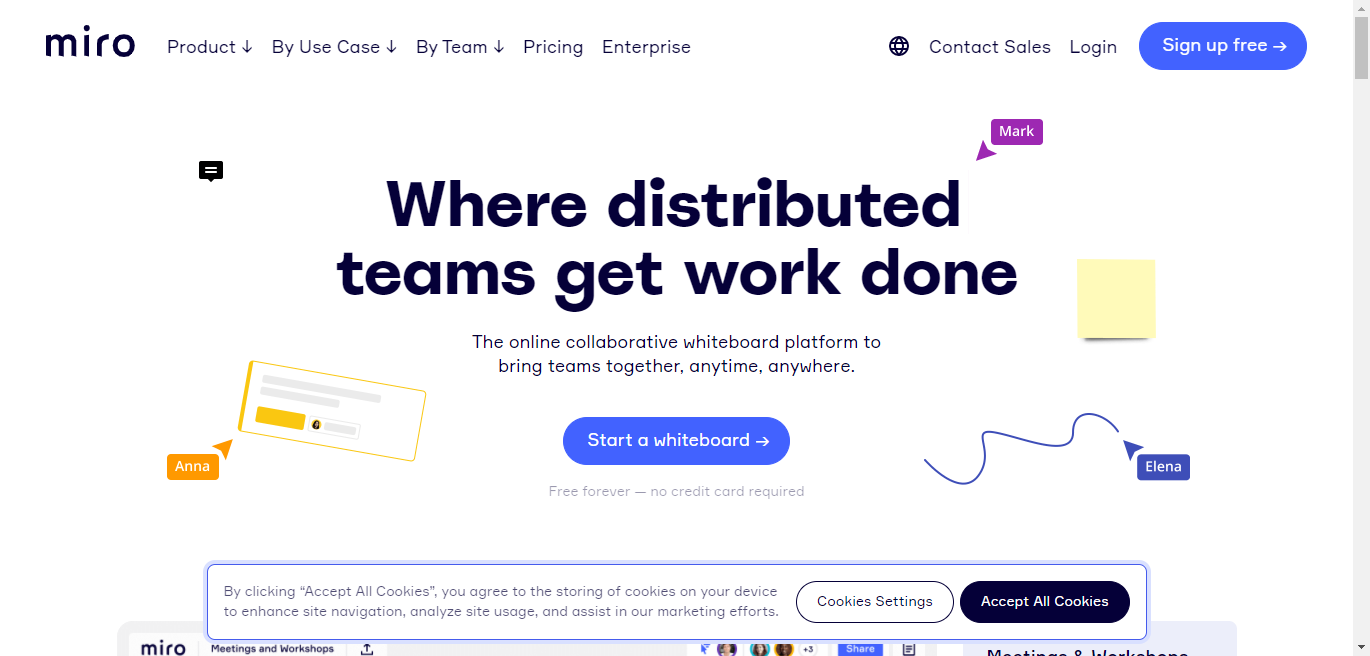 miro
Product ↓ By Use Case ↓ By Team ↓ Pricing Enterprise Contact Sales Login Sign up free →
Mark
Where distributed
teams get work done
The online collaborative whiteboard platform to
bring teams together, anytime, anywhere.
Start a whiteboard →
Anna
Elena
Free forever — no credit card required
By clicking “Accept All Cookies”, you agree to the storing of cookies on your device
to enhance site navigation, analyze site usage, and assist in our marketing efforts.
Cookies Settings
Accept All Cookies
miro
Meetings and Workshops
+3
Share
Meetings & Workshops